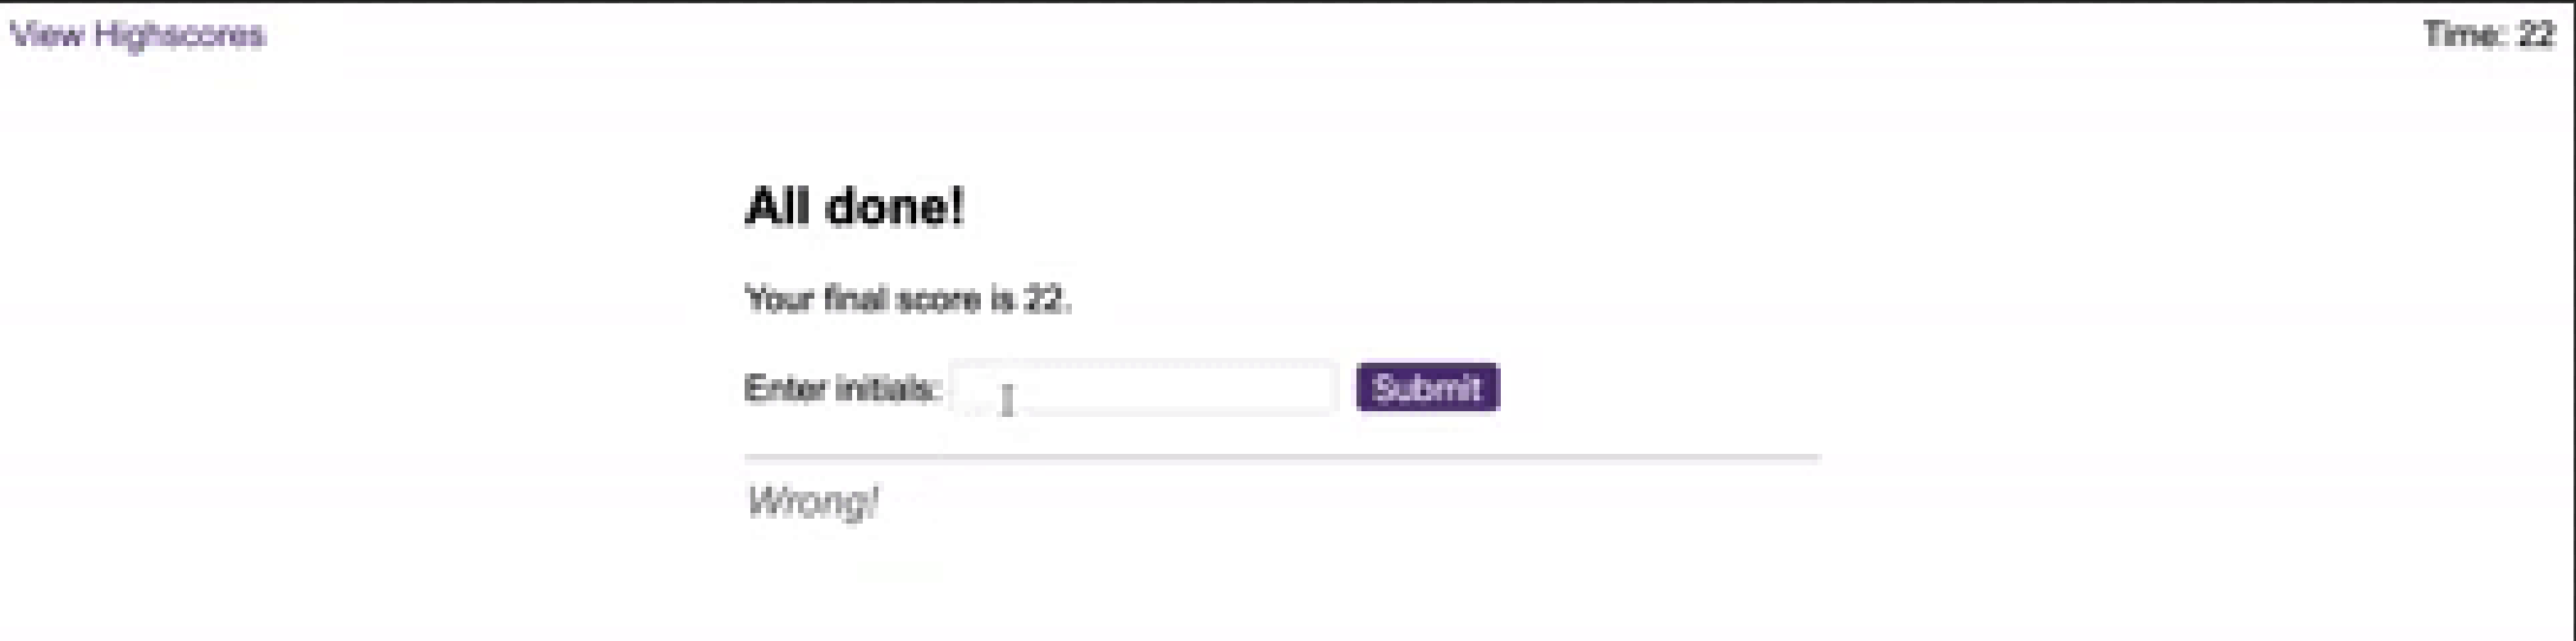 View Highscores
Time: 22
All done!
Your final score is 22.
Enter initials:
Submit
Wrong!